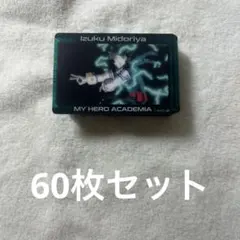 Izuku Midoriya
MY HERO ACADEMIA
60枚セット